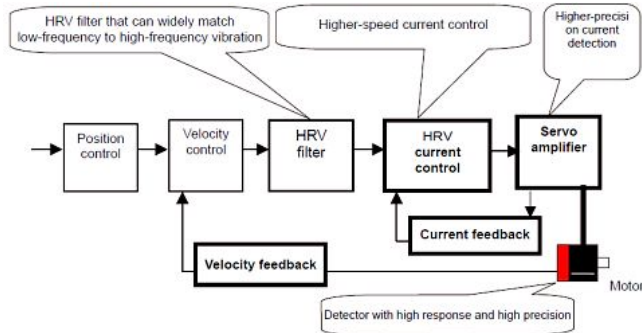 HRV filter that can widely match
low-frequency to high-frequency vibration
Higher-speed current control
Higher-precisi
on current
detection
Position
control
Velocity
control
HRV
filter
HRV
current
control
Servo
amplifier
Current feedback
Velocity feedback
Motor
Detector with high response and high precision